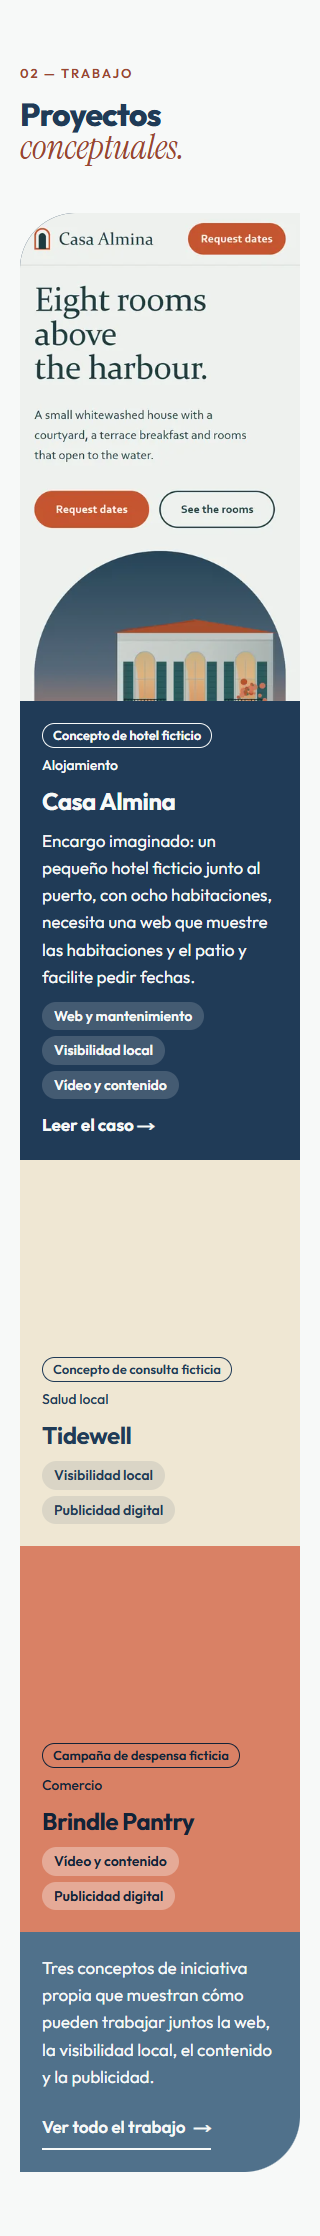 02 — TRABAJO
Proyectos
conceptuales.
Casa Almina
Request dates
Eight rooms
above
the harbour.
A small whitewashed house with a
courtyard, a terrace breakfast and rooms
that open to the water.
Request dates
See the rooms
Concepto de hotel ficticio
Alojamiento
Casa Almina
Encargo imaginado: un
pequeño hotel ficticio junto al
puerto, con ocho habitaciones,
necesita una web que muestre
las habitaciones y el patio y
facilite pedir fechas.
Web y mantenimiento
Visibilidad local
Vídeo y contenido
Leer el caso →
Concepto de consulta ficticia
Salud local
Tidewell
Visibilidad local
Publicidad digital
Campaña de despensa ficticia
Comercio
Brindle Pantry
Vídeo y contenido
Publicidad digital
Tres conceptos de iniciativa
propia que muestran cómo
pueden trabajar juntos la web,
la visibilidad local, el contenido
y la publicidad.
Ver todo el trabajo →